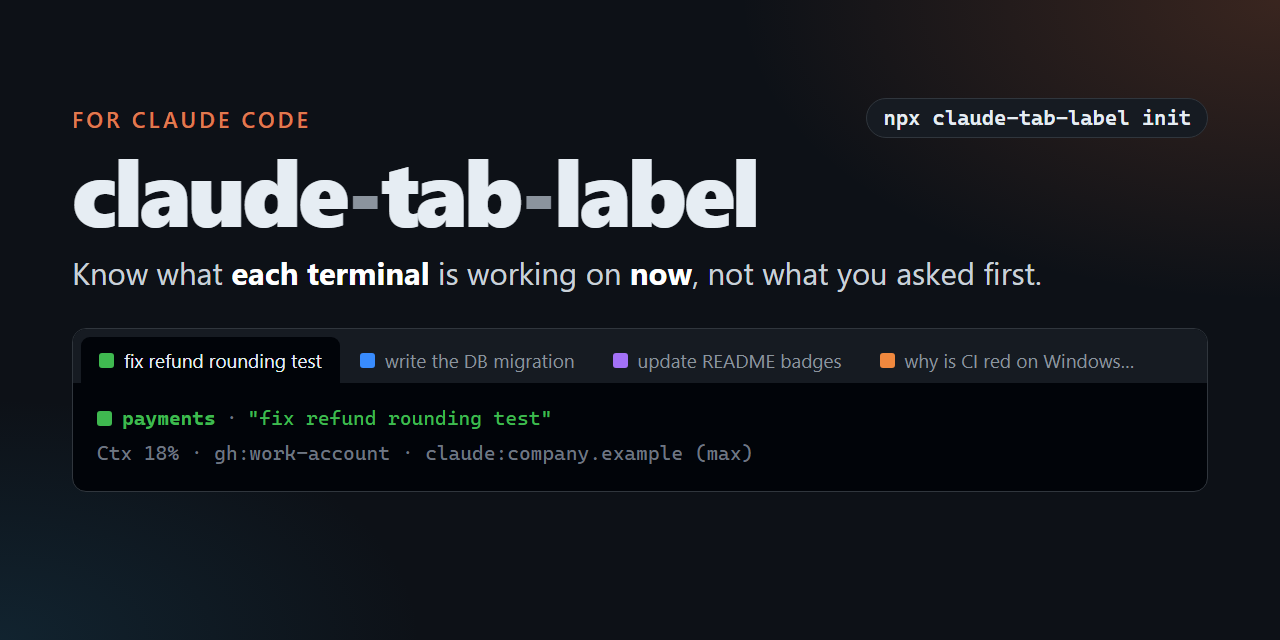 FOR CLAUDE CODE
npx claude-tab-label init
claude-tab-label
Know what each terminal is working on now, not what you asked first.
fix refund rounding test
write the DB migration
update README badges
why is CI red on Windows…
payments · "fix refund rounding test"
Ctx 18% · gh:work-account · claude:company.example (max)